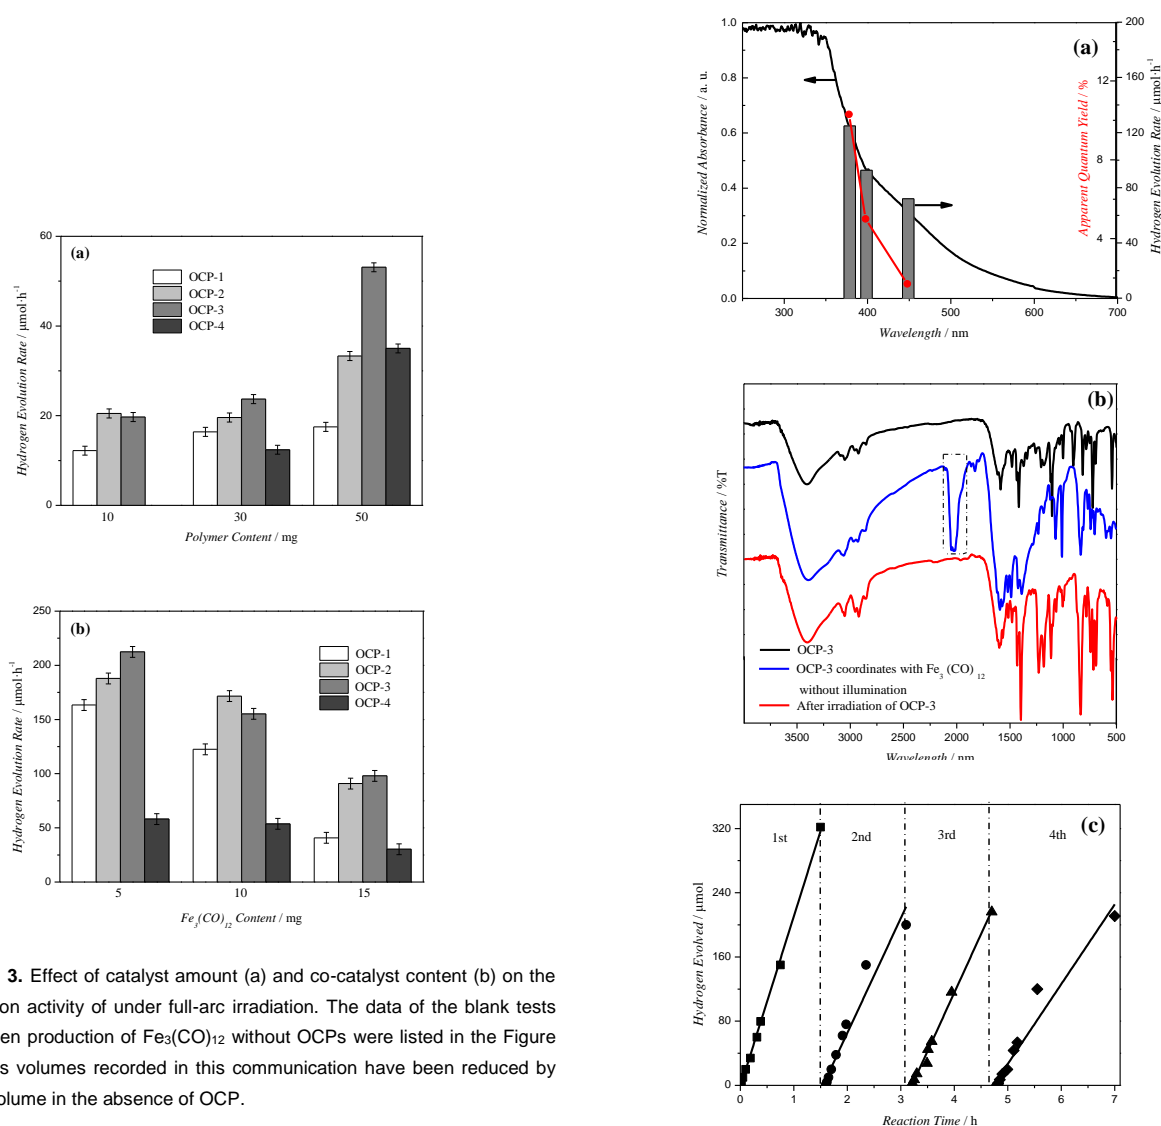 (a)
OCP-1
OCP-2
OCP-3
OCP-4
60
40
20
0
10 30 50
Hydrogen Evolution Rate / μmol·h⁻¹
Polymer Content / mg
(b)
OCP-1
OCP-2
OCP-3
OCP-4
250
200
150
100
50
0
5 10 15
Hydrogen Evolution Rate / μmol·h⁻¹
Fe₃(CO)₁₂ Content / mg
3. Effect of catalyst amount (a) and co-catalyst content (b) on the
on activity of under full-arc irradiation. The data of the blank tests
en production of Fe₃(CO)₁₂ without OCPs were listed in the Figure
s volumes recorded in this communication have been reduced by
olume in the absence of OCP.
(a)
1.0
0.8
0.6
0.4
0.2
0.0
300 400 500 600 700
Normalized Absorbance / a. u.
Wavelength / nm
12
8
4
Apparent Quantum Yield / %
200
160
120
80
40
0
Hydrogen Evolution Rate / μmol·h⁻¹
(b)
Transmittance / %T
OCP-3
OCP-3 coordinates with Fe₃ (CO) ₁₂
without illumination
After irradiation of OCP-3
3500 3000 2500 2000 1500 1000 500
Wavelength / nm
(c)
1st 2nd 3rd 4th
320
240
160
80
0
0 1 2 3 4 5 6 7
Hydrogen Evolved / μmol
Reaction Time / h